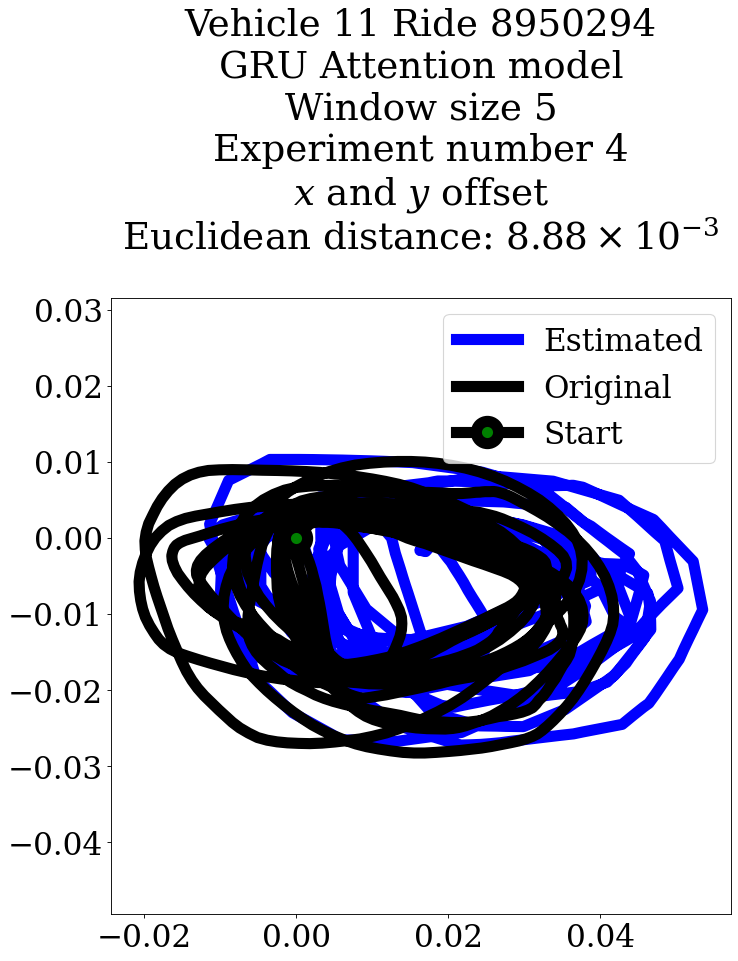 Vehicle 11 Ride 8950294
GRU Attention model
Window size 5
Experiment number 4
x and y offset
Euclidean distance: 8.88 × 10⁻³
Estimated
Original
Start
0.03
0.02
0.01
0.00
−0.01
−0.02
−0.03
−0.04
−0.02 0.00 0.02 0.04